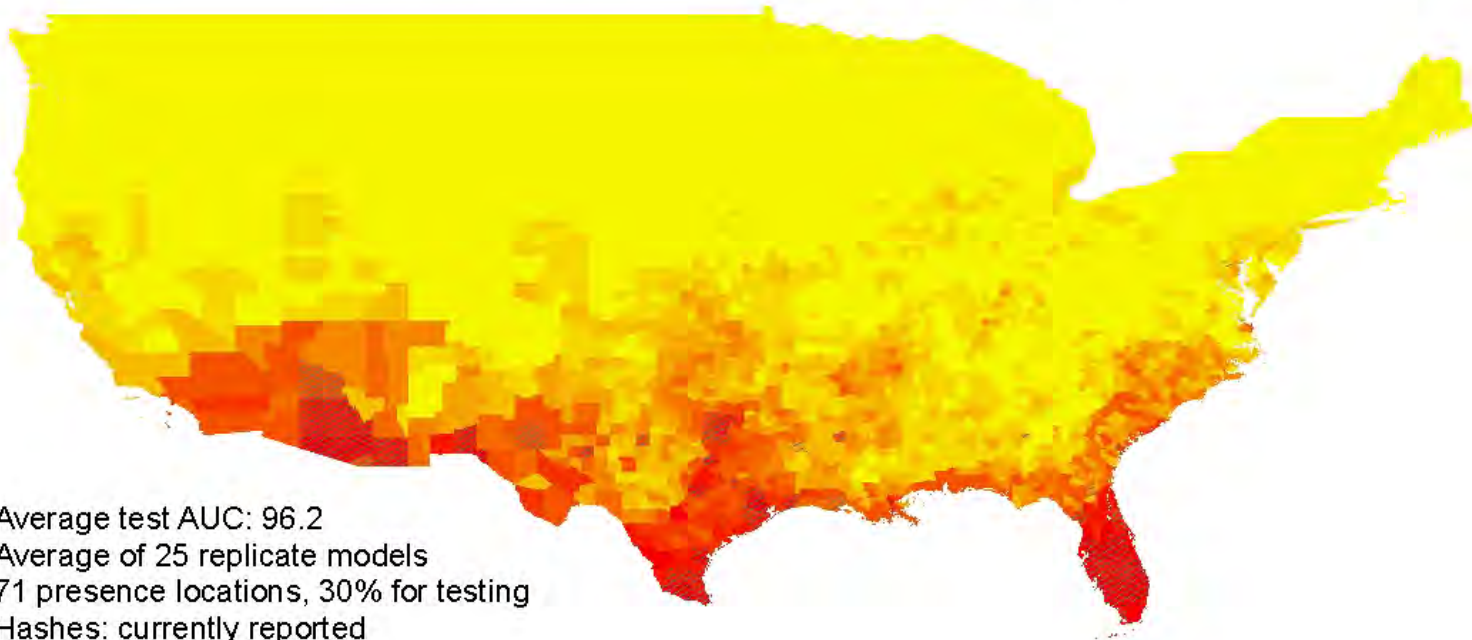 Average test AUC: 96.2
Average of 25 replicate models
71 presence locations, 30% for testing
Hashes: currently reported